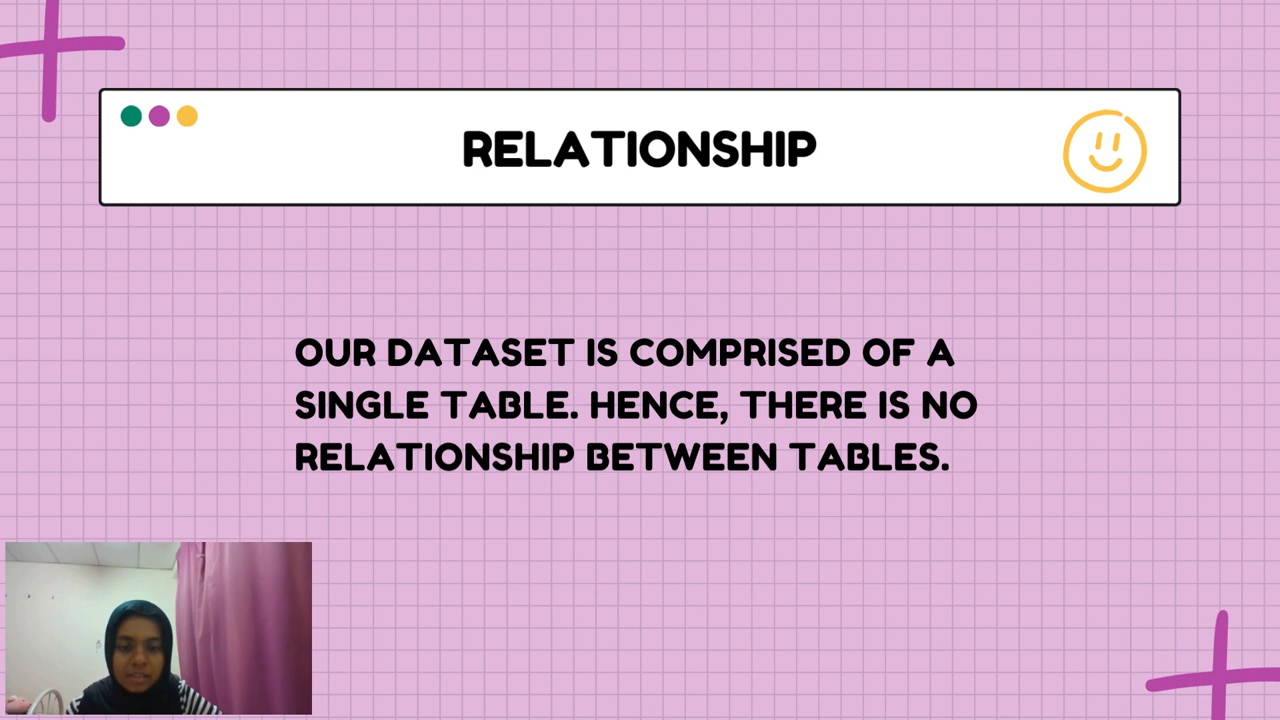 RELATIONSHIP
OUR DATASET IS COMPRISED OF A
SINGLE TABLE. HENCE, THERE IS NO
RELATIONSHIP BETWEEN TABLES.